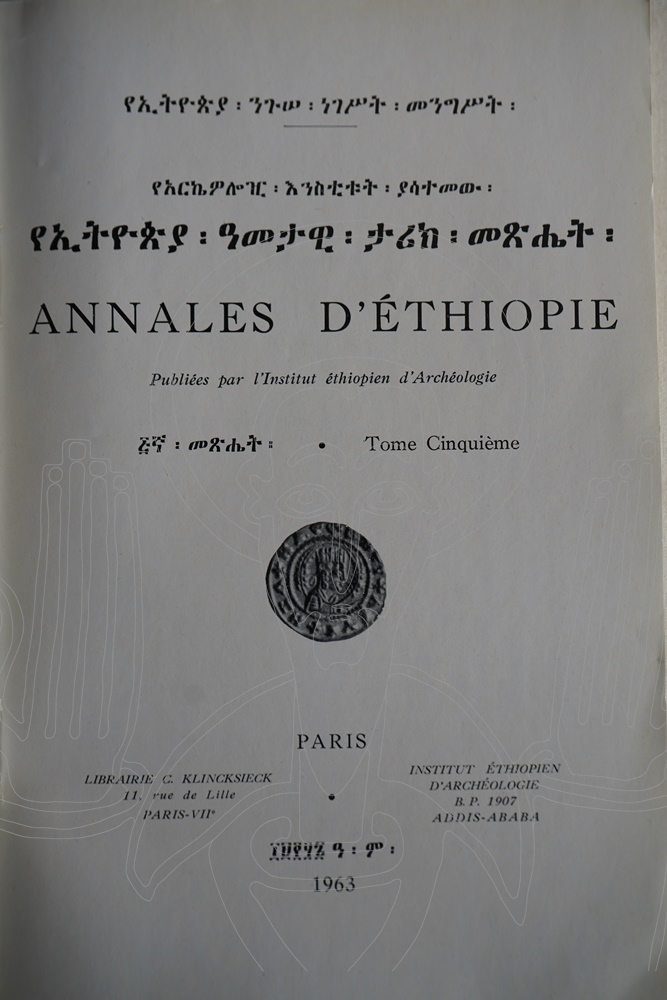 የኢትዮጵያ ፡ ንጉሠ ፡ ነገሥት ፡ መንግሥት ፡
የአርኬዎሎጂ ፡ እንስቲቱት ፡ ያሳተመው ፡
የኢትዮጵያ ፡ ዓመታዊ ፡ ታሪክ ፡ መጽሔት ፡
ANNALES D'ÉTHIOPIE
Publiées par l'Institut éthiopien d'Archéologie
፭ኛ ፡ መጽሔት ፡ • Tome Cinquième
PARIS
LIBRAIRIE C. KLINCKSIECK
11, rue de Lille
PARIS-VIIᵉ
INSTITUT ÉTHIOPIEN
D'ARCHÉOLOGIE
B. P. 1907
ADDIS-ABABA
ዓ ፡ ም ፡
1963